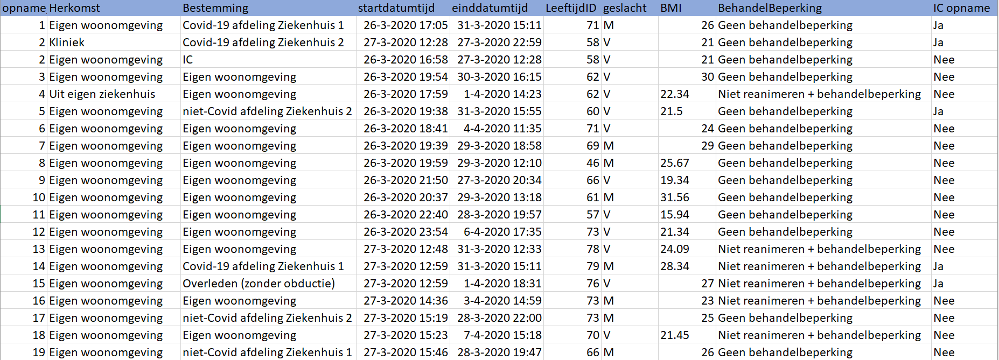 opname Herkomst Bestemming startdatumtijd einddatumtijd LeeftijdID geslacht BMI BehandelBeperking IC opname
1 Eigen woonomgeving Covid-19 afdeling Ziekenhuis 1 26-3-2020 17:05 31-3-2020 15:11 71 M 26 Geen behandelbeperking Ja
2 Kliniek Covid-19 afdeling Ziekenhuis 2 27-3-2020 12:28 27-3-2020 22:59 58 V 21 Geen behandelbeperking Ja
2 Eigen woonomgeving IC 26-3-2020 16:58 27-3-2020 12:28 58 V 21 Geen behandelbeperking Nee
3 Eigen woonomgeving Eigen woonomgeving 26-3-2020 19:54 30-3-2020 16:15 62 V 30 Geen behandelbeperking Nee
4 Uit eigen ziekenhuis Eigen woonomgeving 26-3-2020 17:59 1-4-2020 14:23 62 V 22.34 Niet reanimeren + behandelbeperking Nee
5 Eigen woonomgeving niet-Covid afdeling Ziekenhuis 2 26-3-2020 19:38 31-3-2020 15:55 60 V 21.5 Geen behandelbeperking Ja
6 Eigen woonomgeving Eigen woonomgeving 26-3-2020 18:41 4-4-2020 11:35 71 V 24 Geen behandelbeperking Nee
7 Eigen woonomgeving Eigen woonomgeving 26-3-2020 19:39 29-3-2020 18:58 69 M 29 Geen behandelbeperking Nee
8 Eigen woonomgeving Eigen woonomgeving 26-3-2020 19:59 29-3-2020 12:10 46 M 25.67 Geen behandelbeperking Nee
9 Eigen woonomgeving Eigen woonomgeving 26-3-2020 21:50 27-3-2020 20:34 66 V 19.34 Geen behandelbeperking Nee
10 Eigen woonomgeving Eigen woonomgeving 26-3-2020 20:37 29-3-2020 13:18 61 M 31.56 Geen behandelbeperking Nee
11 Eigen woonomgeving Eigen woonomgeving 26-3-2020 22:40 28-3-2020 19:57 57 V 15.94 Geen behandelbeperking Nee
12 Eigen woonomgeving Eigen woonomgeving 26-3-2020 23:54 6-4-2020 17:35 73 V 21.34 Geen behandelbeperking Nee
13 Eigen woonomgeving Eigen woonomgeving 27-3-2020 12:48 31-3-2020 12:33 78 V 24.09 Niet reanimeren + behandelbeperking Nee
14 Eigen woonomgeving Covid-19 afdeling Ziekenhuis 1 27-3-2020 12:59 31-3-2020 15:11 79 M 28.34 Niet reanimeren + behandelbeperking Ja
15 Eigen woonomgeving Overleden (zonder obductie) 27-3-2020 12:59 1-4-2020 18:31 76 V 27 Niet reanimeren + behandelbeperking Ja
16 Eigen woonomgeving Eigen woonomgeving 27-3-2020 14:36 3-4-2020 14:59 73 M 23 Niet reanimeren + behandelbeperking Nee
17 Eigen woonomgeving niet-Covid afdeling Ziekenhuis 2 27-3-2020 15:19 28-3-2020 22:00 73 M 25 Geen behandelbeperking Nee
18 Eigen woonomgeving Eigen woonomgeving 27-3-2020 15:23 7-4-2020 15:18 70 V 21.45 Niet reanimeren + behandelbeperking Nee
19 Eigen woonomgeving niet-Covid afdeling Ziekenhuis 1 27-3-2020 15:46 28-3-2020 19:47 66 M 26 Geen behandelbeperking Nee